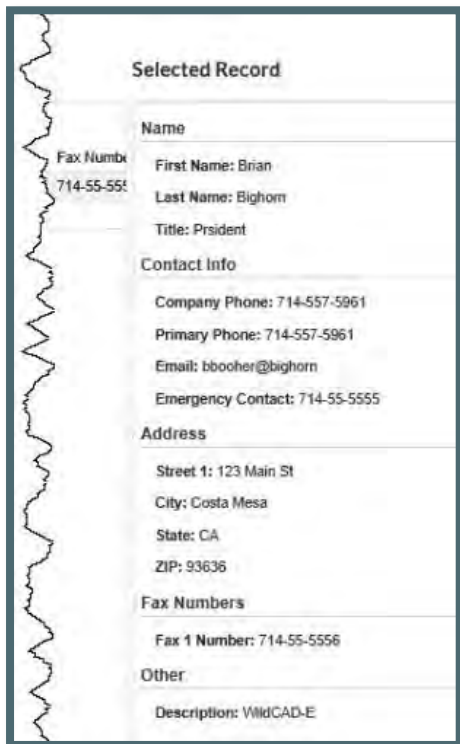 Selected Record
Name
Fax Numbe
714-55-555
First Name: Brian
Last Name: Bighorn
Title: Prsident
Contact Info
Company Phone: 714-557-5961
Primary Phone: 714-557-5961
Email: bbooher@bighorn
Emergency Contact: 714-55-5555
Address
Street 1: 123 Main St
City: Costa Mesa
State: CA
ZIP: 93636
Fax Numbers
Fax 1 Number: 714-55-5556
Other
Description: WildCAD-E